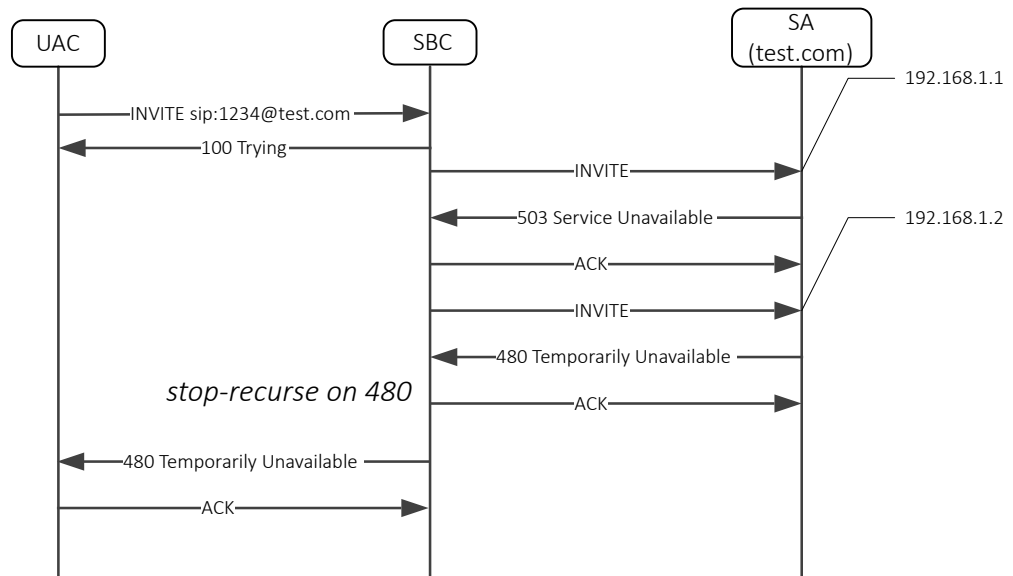 UAC
SBC
SA
(test.com)
192.168.1.1
INVITE sip:1234@test.com
100 Trying
INVITE
503 Service Unavailable
192.168.1.2
ACK
INVITE
480 Temporarily Unavailable
stop-recurse on 480
ACK
480 Temporarily Unavailable
ACK